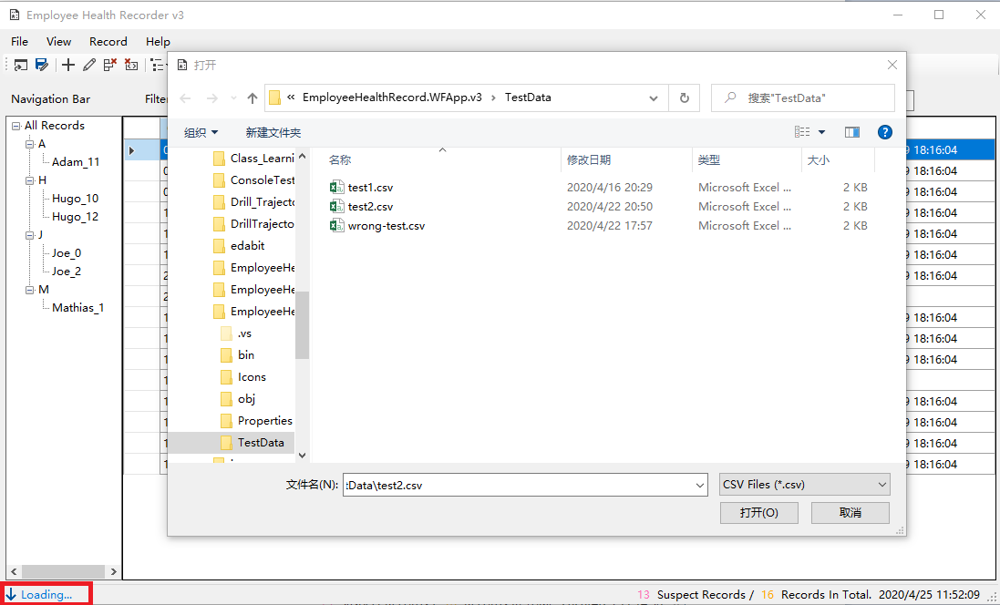 Employee Health Recorder v3
File View Record Help
打开
Navigation Bar
Filter
« EmployeeHealthRecord.WFApp.v3 › TestData
搜索"TestData"
组织 新建文件夹
All Records
A
Adam_11
H
Hugo_10
Hugo_12
J
Joe_0
Joe_2
M
Mathias_1
Class_Learni
ConsoleTest
Drill_Trajecto
DrillTrajecto
edabit
EmployeeHe
EmployeeHe
EmployeeHe
.vs
bin
Icons
obj
Properties
TestData
名称 修改日期 类型 大小
test1.csv 2020/4/16 20:29 Microsoft Excel ... 2 KB
test2.csv 2020/4/22 20:50 Microsoft Excel ... 2 KB
wrong-test.csv 2020/4/22 17:57 Microsoft Excel ... 2 KB
9 18:16:04
9 18:16:04
9 18:16:04
9 18:16:04
9 18:16:04
9 18:16:04
9 18:16:04
9 18:16:04
9 18:16:04
9 18:16:04
9 18:16:04
9 18:16:04
9 18:16:04
9 18:16:04
文件名(N): tData\test2.csv CSV Files (*.csv)
打开(O) 取消
Loading...
13 Suspect Records / 16 Records In Total. 2020/4/25 11:52:09